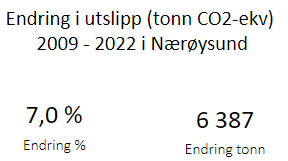 Endring i utslipp (tonn CO2-ekv)
2009 - 2022 i Nærøysund
7,0 %
Endring %
6 387
Endring tonn